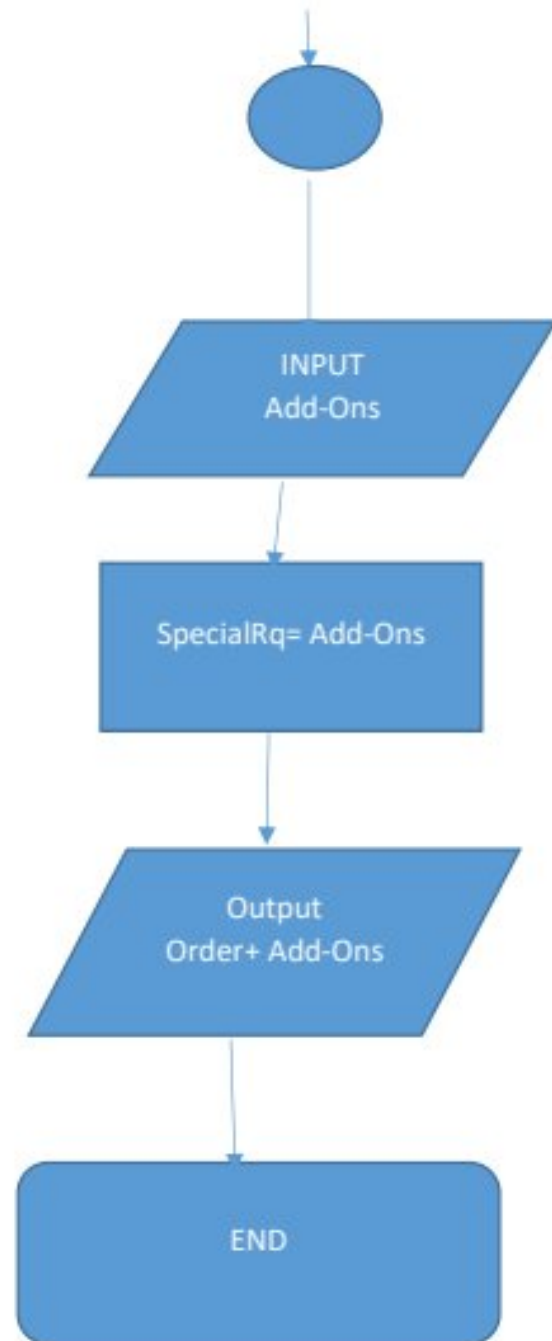 INPUT
Add-Ons
SpecialRq= Add-Ons
Output
Order+ Add-Ons
END